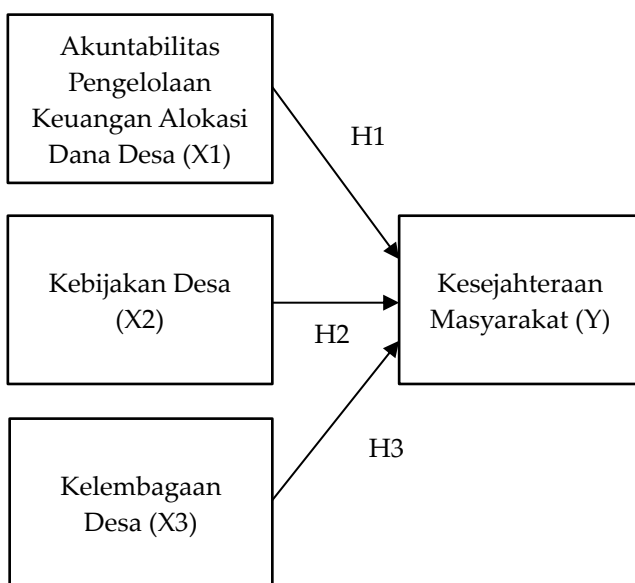 Akuntabilitas
Pengelolaan
Keuangan Alokasi
Dana Desa (X1)
H1
Kebijakan Desa
(X2)
H2
Kesejahteraan
Masyarakat (Y)
H3
Kelembagaan
Desa (X3)